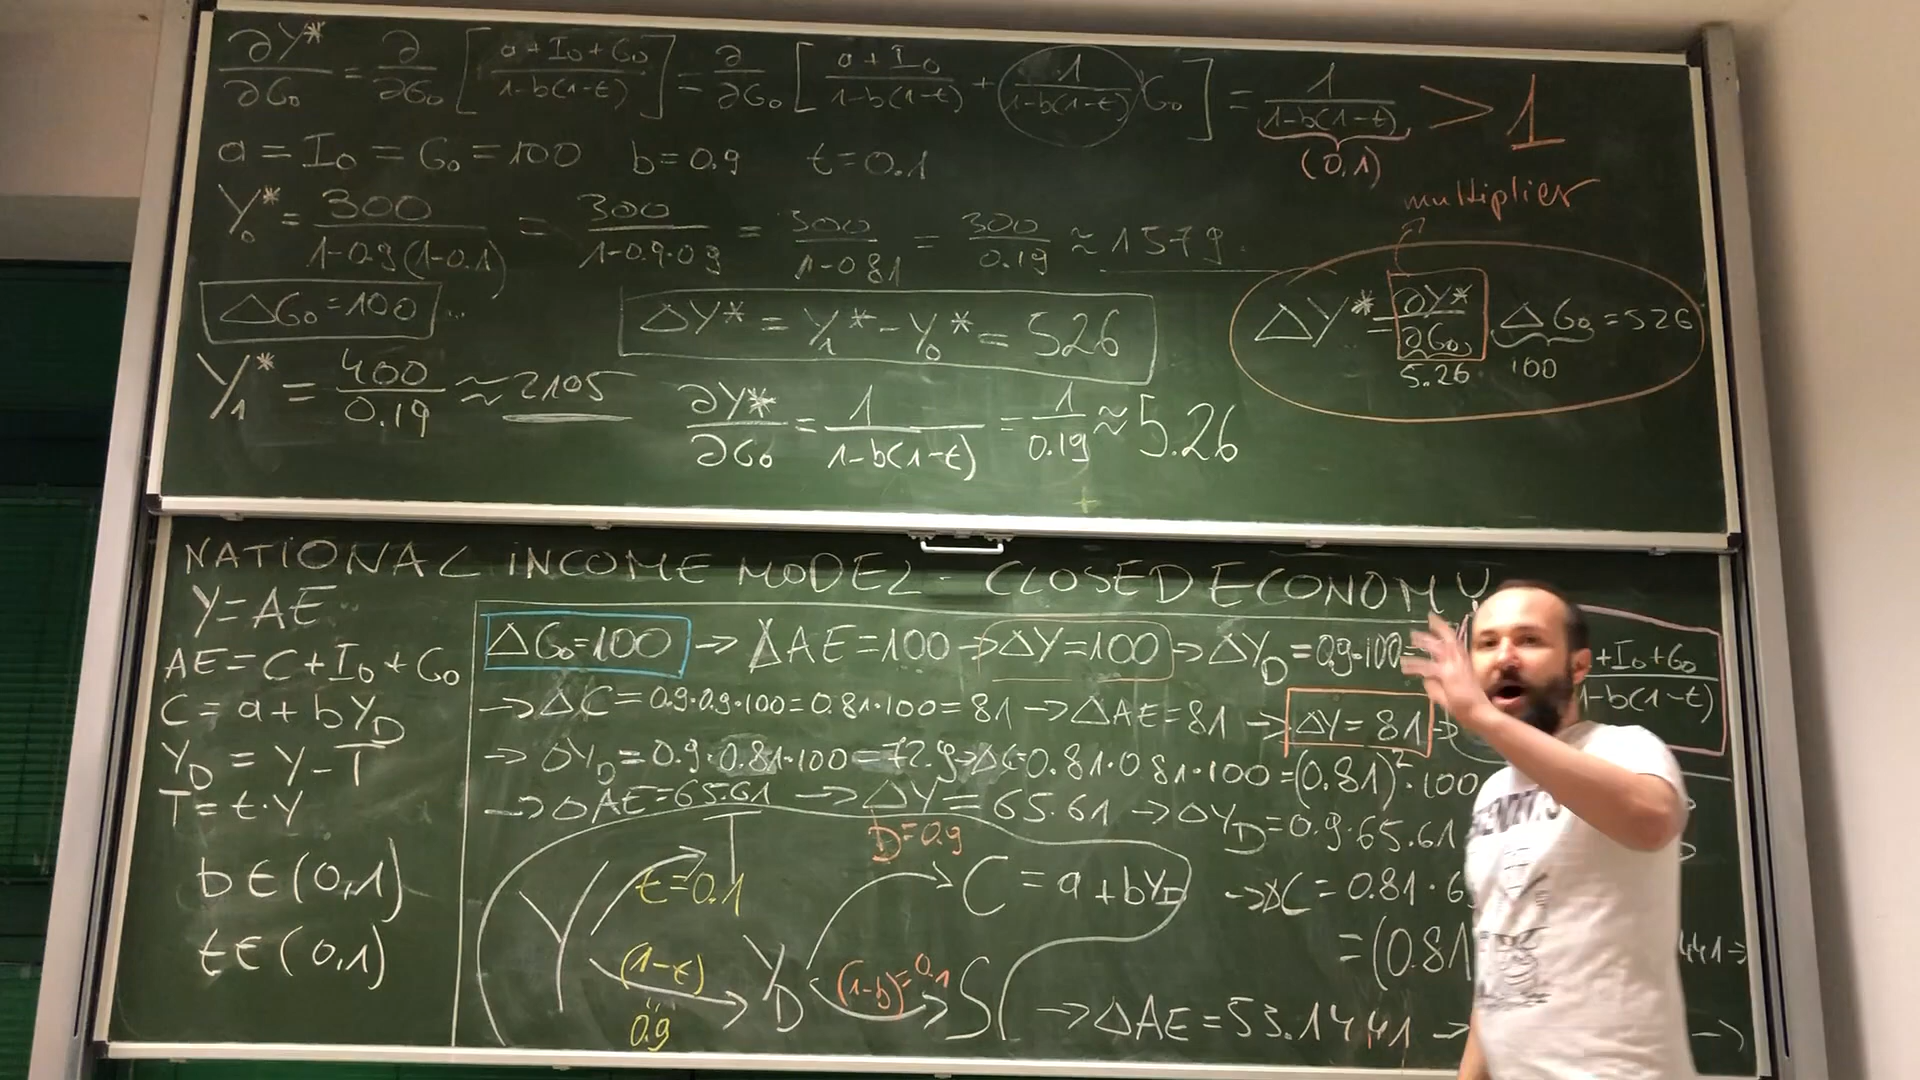 ∂Y*/∂G₀ = ∂/∂G₀ [(a+I₀+G₀)/(1-b(1-t))] = ∂/∂G₀ [(a+I₀)/(1-b(1-t)) + 1/(1-b(1-t)) G₀] = 1/(1-b(1-t)) > 1
(0,1)
a = I₀ = G₀ = 100 b=0.9 t=0.1
multiplier
Y₀* = 300/(1-0.9(1-0.1)) = 300/(1-0.9·0.9) = 300/(1-0.81) = 300/0.19 ≈ 1579
ΔG₀=100 ...
ΔY* = Y₁* - Y₀* = 526
ΔY* = ∂Y*/∂G₀ · ΔG₀ = 526
5.26 100
Y₁* = 400/0.19 ≈ 2105
∂Y*/∂G₀ = 1/(1-b(1-t)) = 1/0.19 ≈ 5.26
NATIONAL INCOME MODEL - CLOSED ECONOMY
Y=AE
AE=C+I₀+G₀
C=a+bY_D
Y_D=Y-T
T=t·Y
b∈(0,1)
t∈(0,1)
ΔG₀=100 → ΔAE=100 → ΔY=100 → ΔY_D=0.9·100=
→ ΔC=0.9·0.9·100=0.81·100=81 → ΔAE=81 → ΔY=81 →
→ ΔY_D=0.9·0.81·100=72.9 → ΔC=0.81·0.81·100=(0.81)²·100
→ ΔAE=65.61 → ΔY=65.61 → ΔY_D=0.9·65.61
→ ΔC=0.81·6
=(0.81
441→
→ ΔAE=53.1441 →
→
+I₀+G₀
1-b(1-t)
Y
T
t=0.1
(1-t)
"
0.9
Y_D
b=0.9
C=a+bY_D
(1-b)=0.1
S